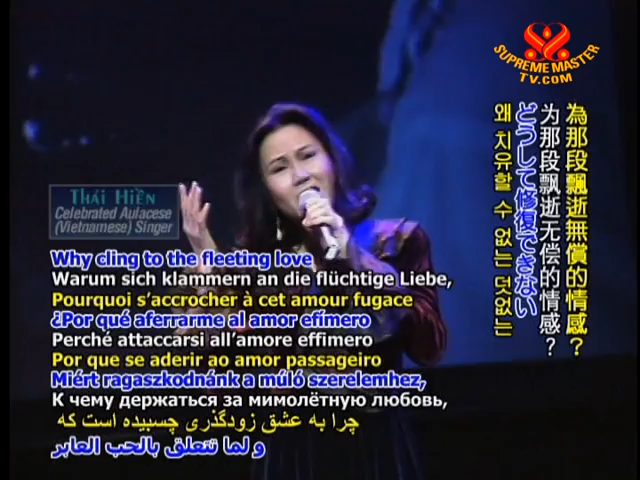 SUPREME MASTER
TV.COM
THÁI HIỀN
Celebrated Aulacese
(Vietnamese) Singer
Why cling to the fleeting love
Warum sich klammern an die flüchtige Liebe,
Pourquoi s’accrocher à cet amour fugace
¿Por qué aferrarme al amor efímero
Perché attaccarsi all’amore effimero
Por que se aderir ao amor passageiro
Miért ragaszkodnánk a múló szerelemhez,
К чему держаться за мимолётную любовь,
چرا به عشق زودگذری چسبیده است که
و لما تتعلق بالحب العابر
為那段飄逝無償的情感？
为那段飘逝无偿的情感？
どうして修復できない
왜 치유할 수 없는 덧없는